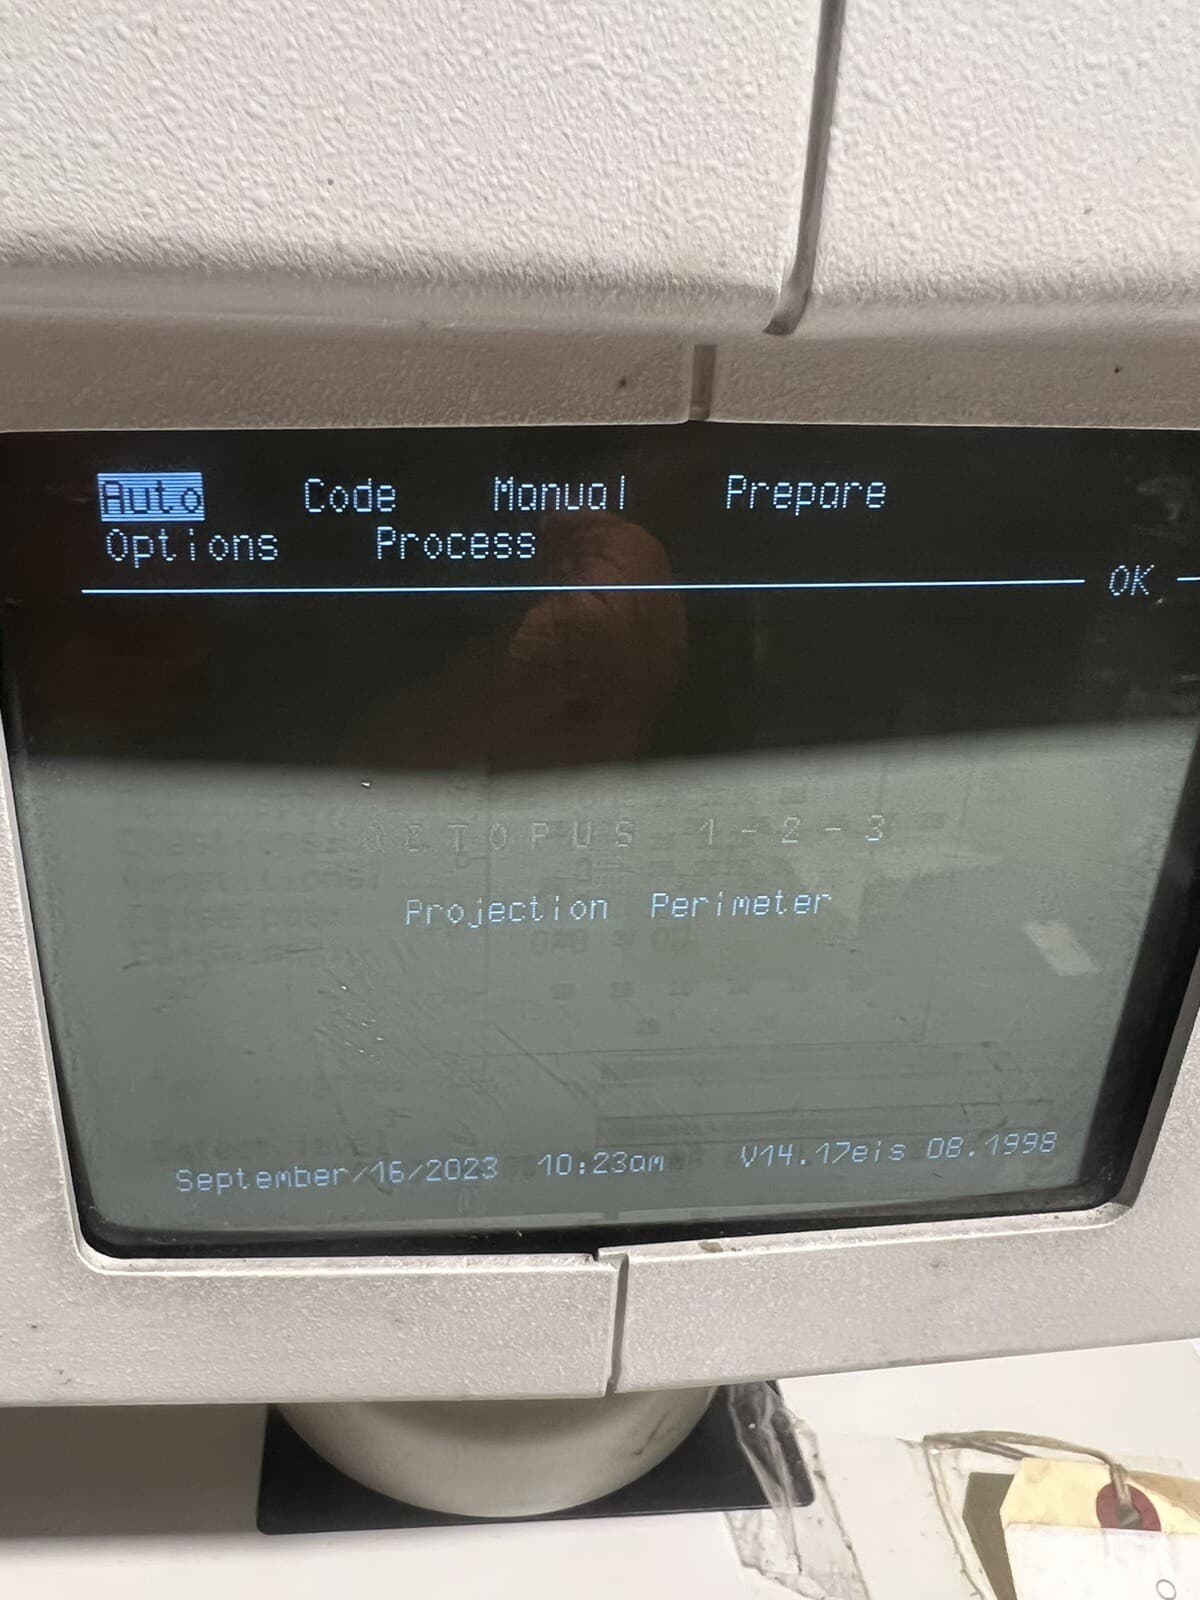 Auto Code Manual Prepare
Options Process
OK
OCTOPUS 1-2-3
Projection Perimeter
September/16/2023 10:23am V14.17eis 08.1998